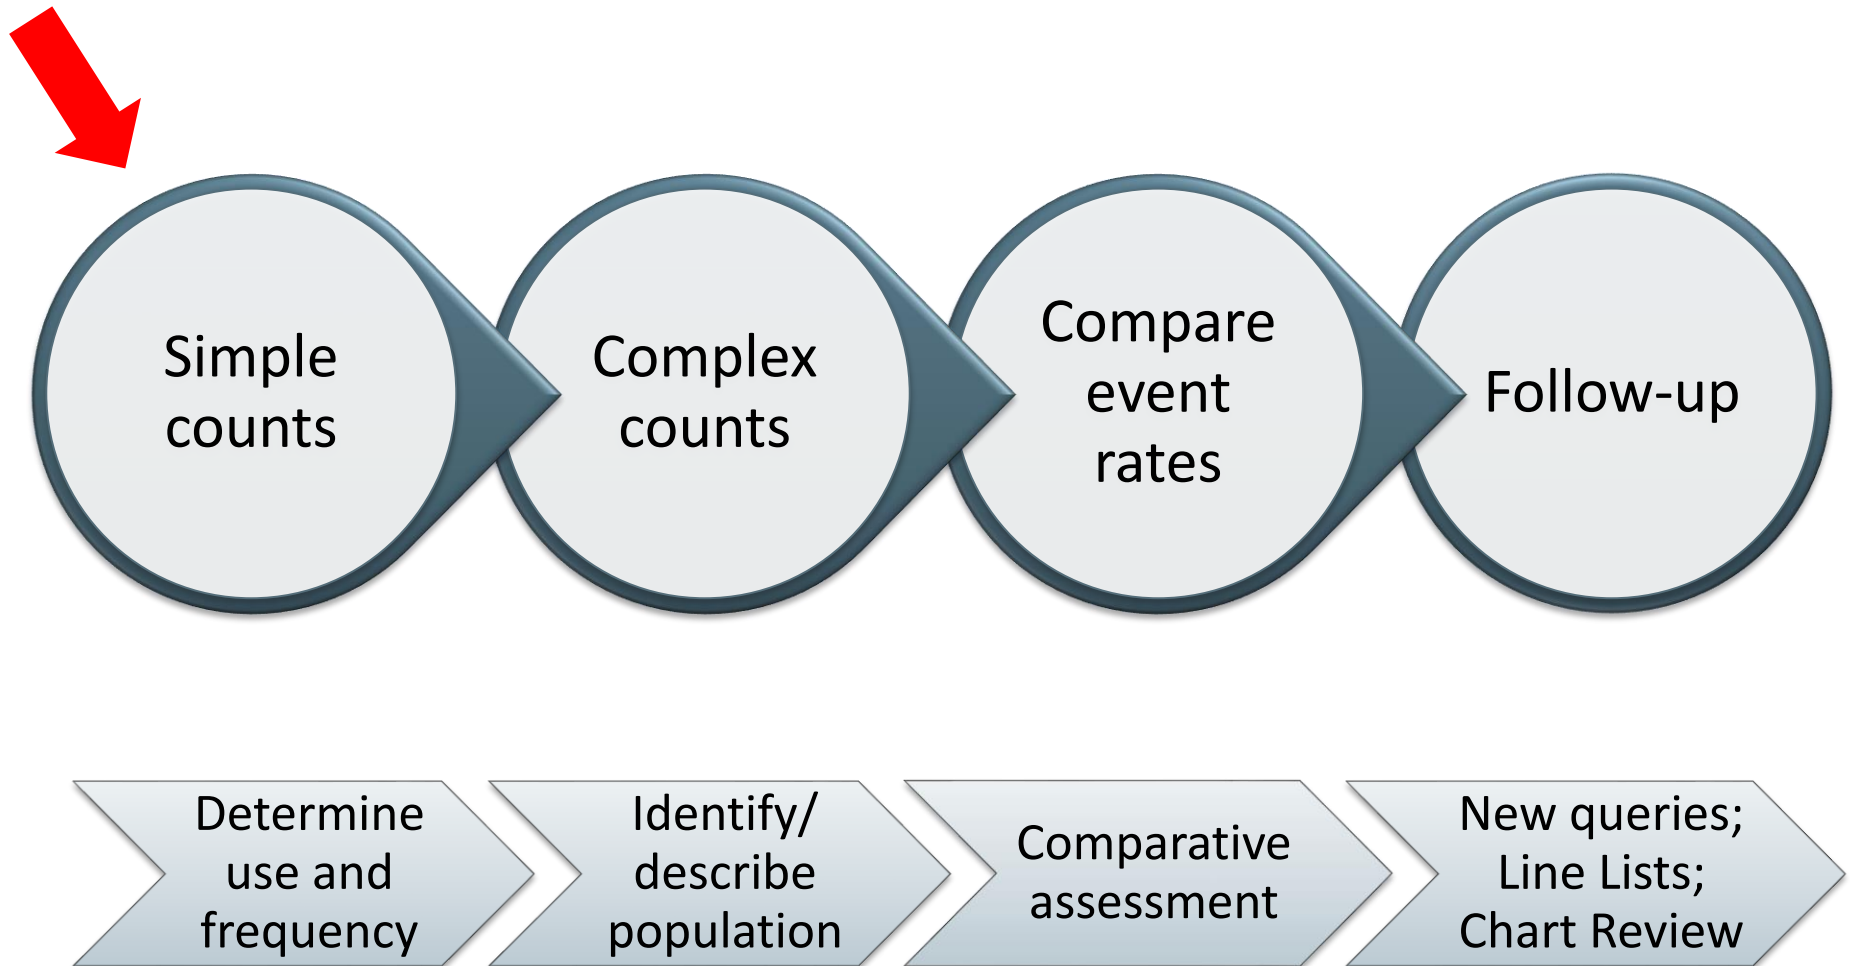 Simple
counts
Complex
counts
Compare
event
rates
Follow-up
Determine
use and
frequency
Identify/
describe
population
Comparative
assessment
New queries;
Line Lists;
Chart Review